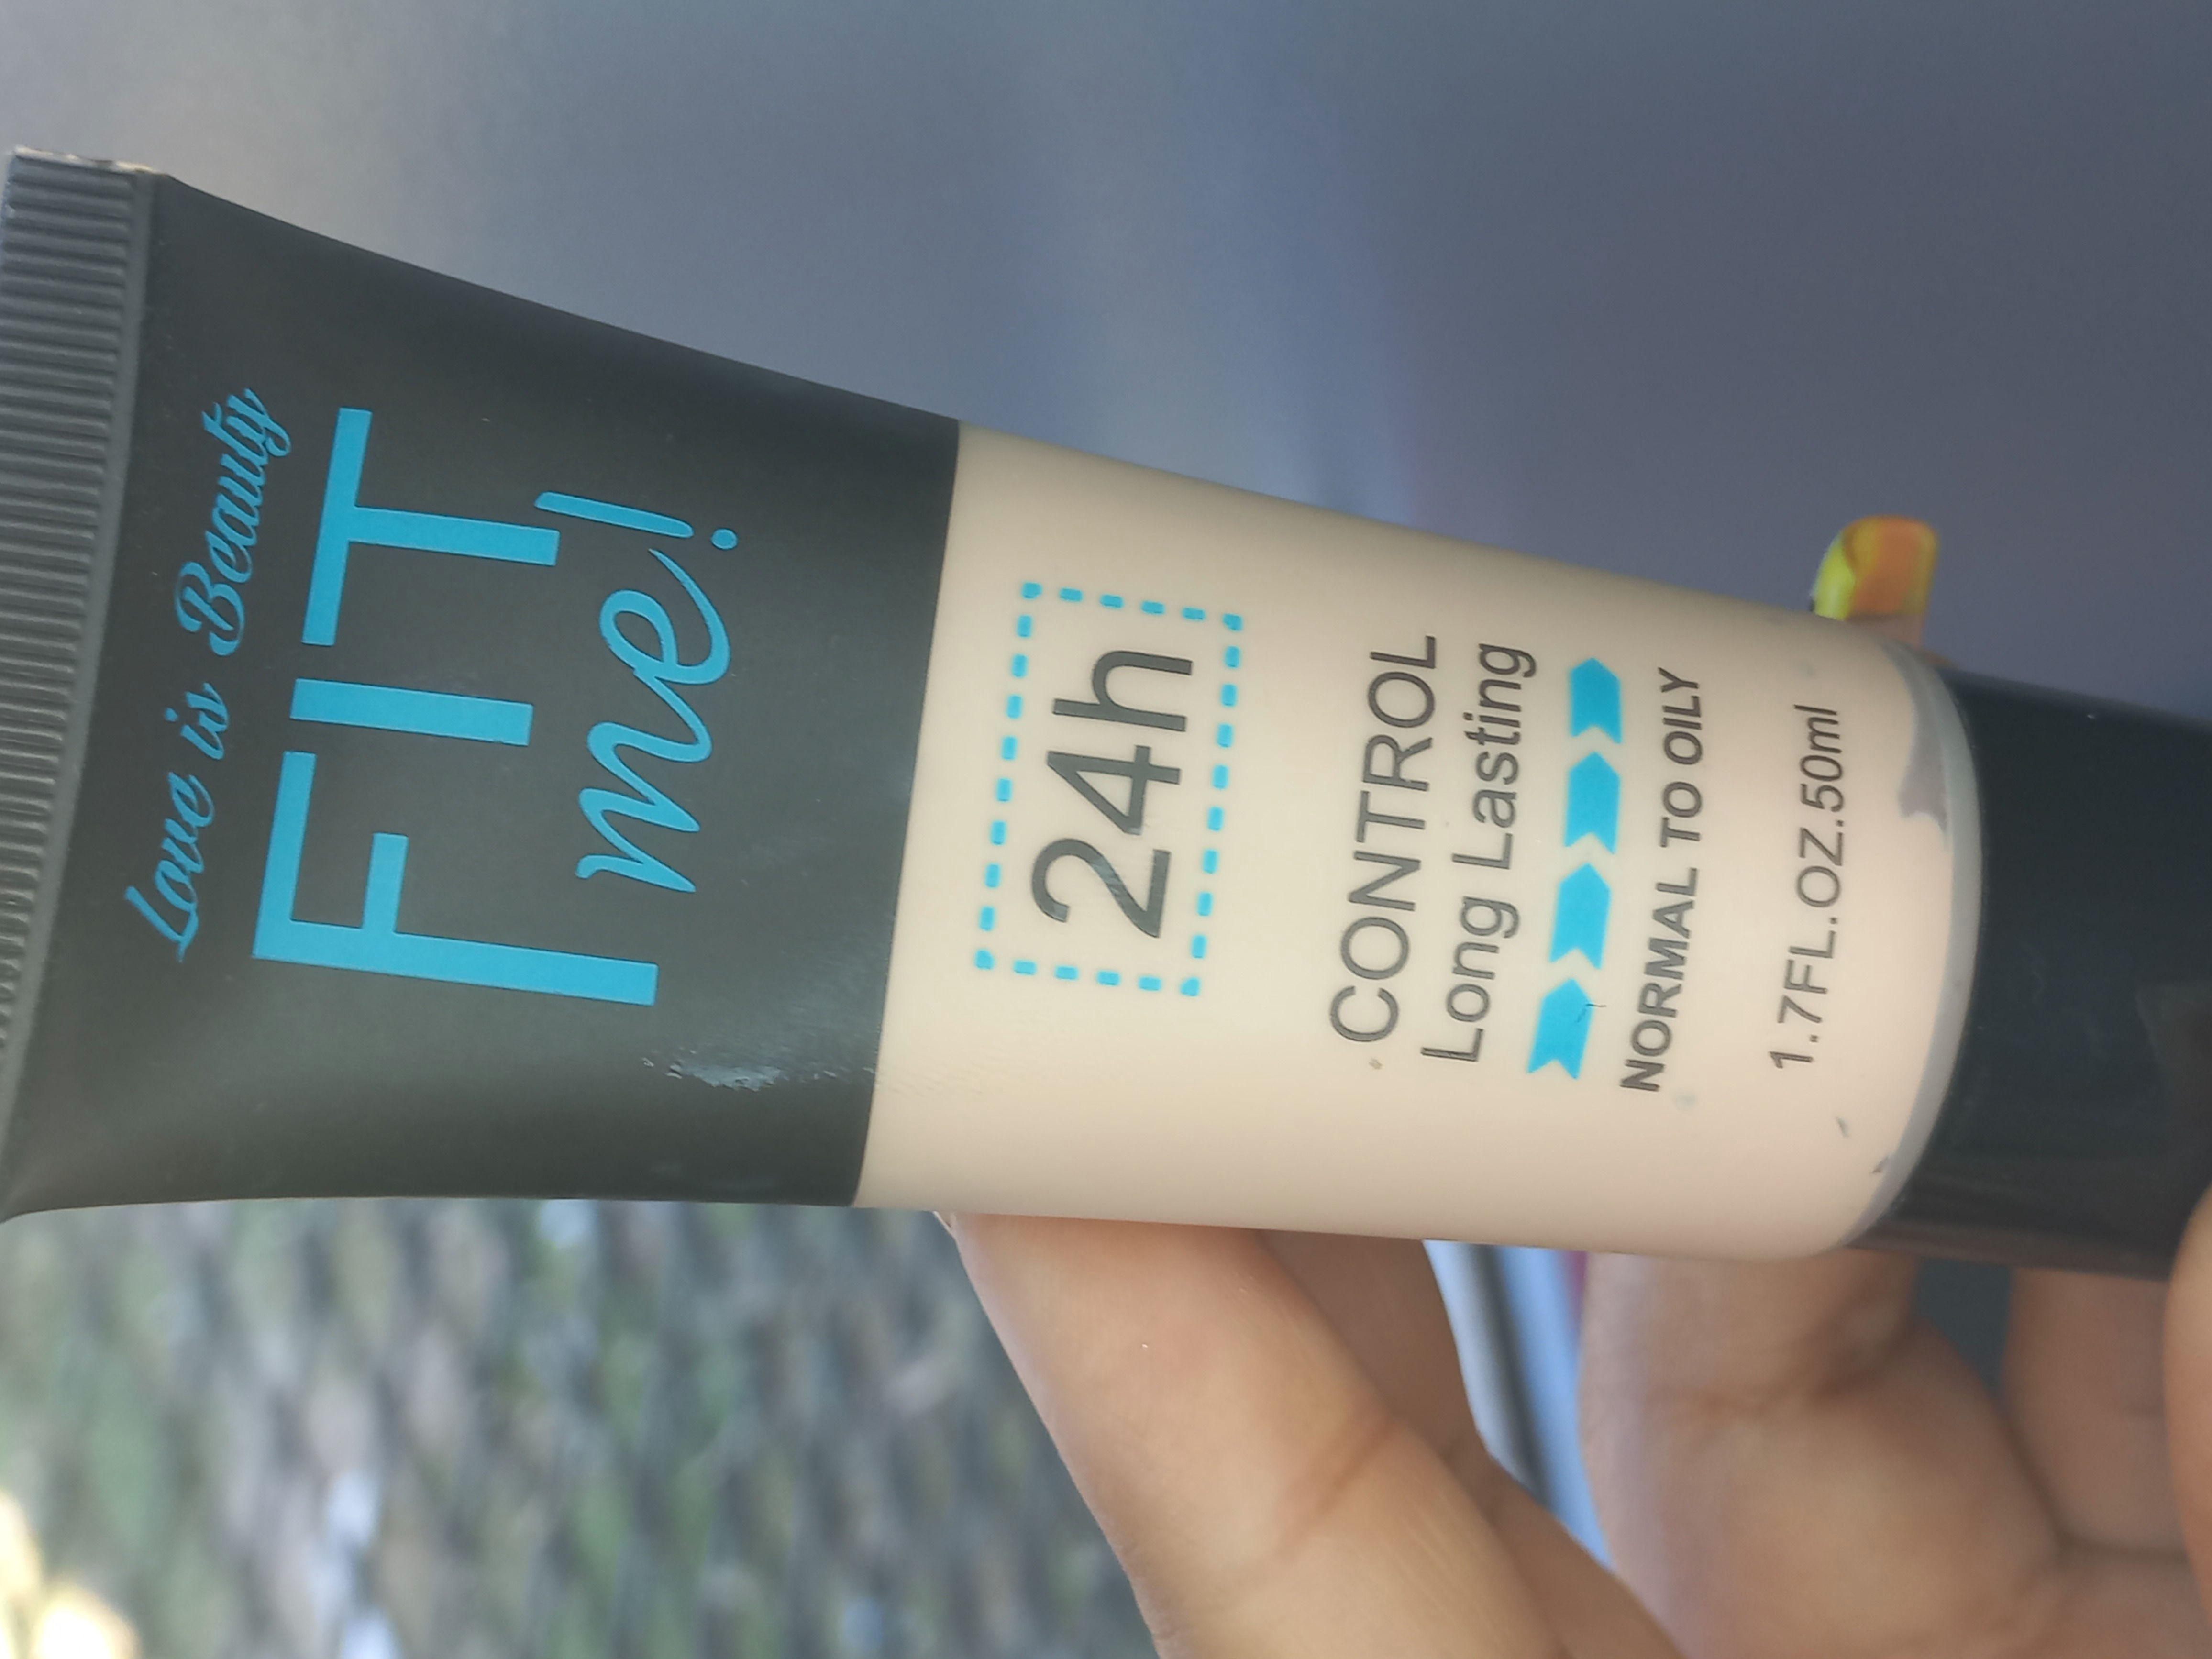 Love is Beauty
FIT
me!
24h
CONTROL
Long Lasting
NORMAL TO OILY
1.7FL.OZ.50ml